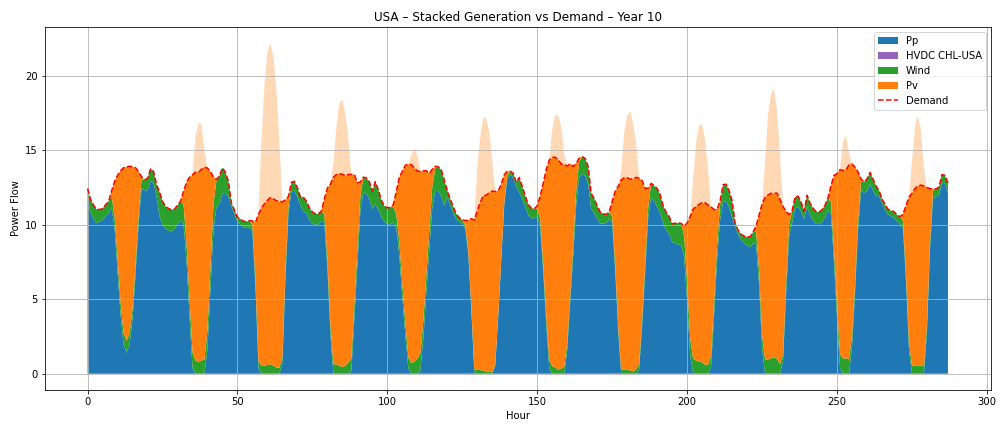 USA – Stacked Generation vs Demand – Year 10
Pp
HVDC CHL-USA
Wind
Pv
Demand
Power Flow
20
15
10
5
0
0 50 100 150 200 250 300
Hour